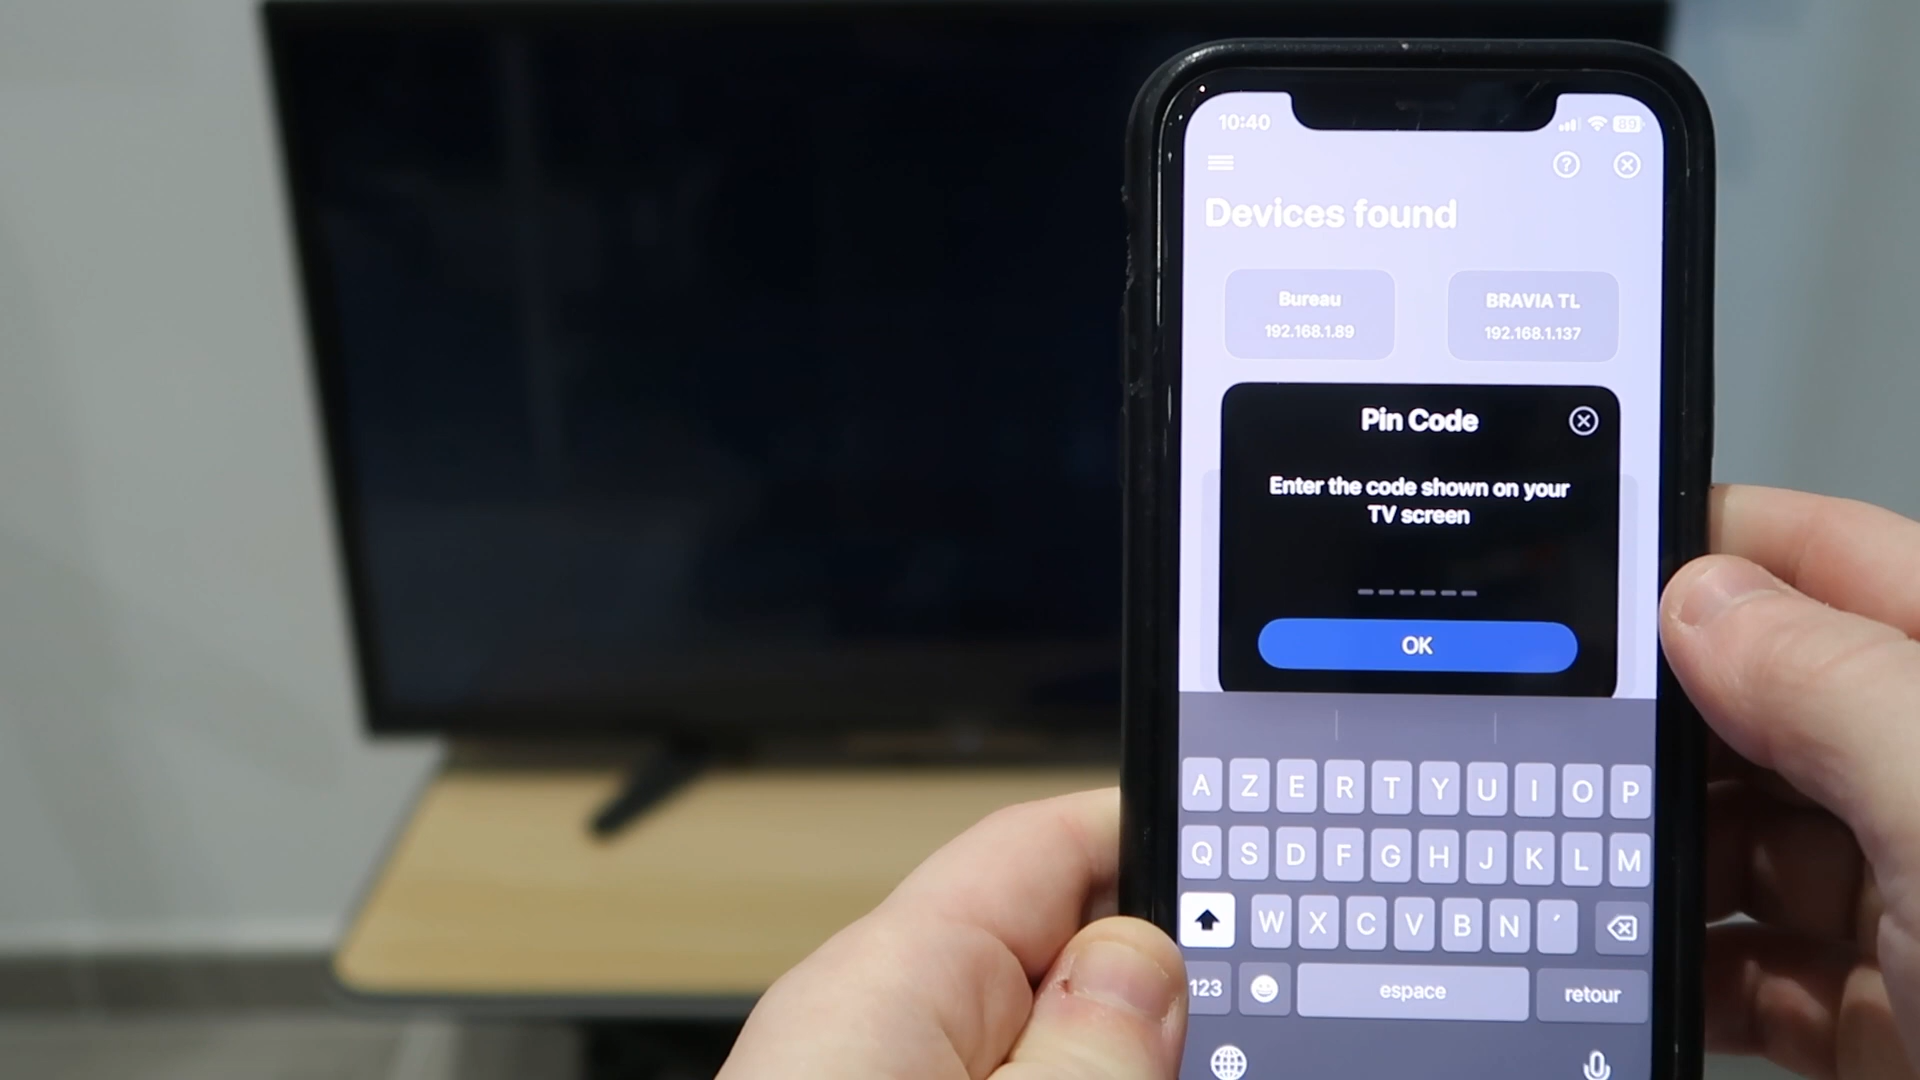 10:40
89
?
Devices found
Bureau
192.168.1.89
BRAVIA TL
192.168.1.137
Pin Code
Enter the code shown on your
TV screen
OK
A Z E R T Y U I O P
Q S D F G H J K L M
W X C V B N ´
123 espace retour